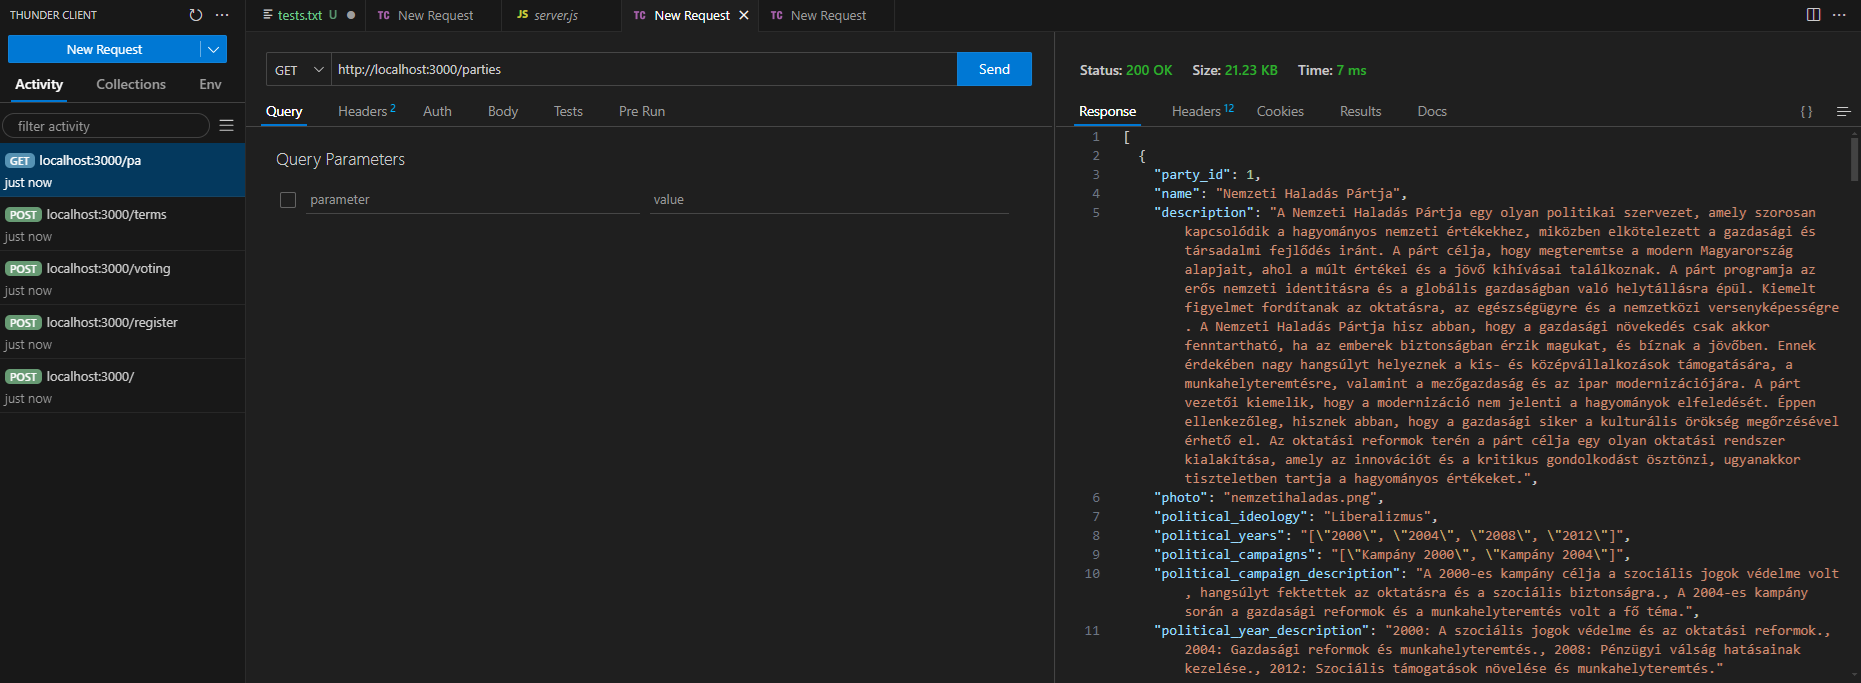 THUNDER CLIENT
New Request
Activity Collections Env
filter activity
GET localhost:3000/pa
just now
POST localhost:3000/terms
just now
POST localhost:3000/voting
just now
POST localhost:3000/register
just now
POST localhost:3000/
just now
tests.txt U
TC New Request
JS server.js
TC New Request
TC New Request
GET http://localhost:3000/parties Send
Query Headers 2 Auth Body Tests Pre Run
Query Parameters
parameter value
Status: 200 OK Size: 21.23 KB Time: 7 ms
Response Headers 12 Cookies Results Docs { }
1 [
2 {
3 "party_id": 1,
4 "name": "Nemzeti Haladás Pártja",
5 "description": "A Nemzeti Haladás Pártja egy olyan politikai szervezet, amely szorosan
kapcsolódik a hagyományos nemzeti értékekhez, miközben elkötelezett a gazdasági és
társadalmi fejlődés iránt. A párt célja, hogy megteremtse a modern Magyarország
alapjait, ahol a múlt értékei és a jövő kihívásai találkoznak. A párt programja az
erős nemzeti identitásra és a globális gazdaságban való helytállásra épül. Kiemelt
figyelmet fordítanak az oktatásra, az egészségügyre és a nemzetközi versenyképességre
. A Nemzeti Haladás Pártja hisz abban, hogy a gazdasági növekedés csak akkor
fenntartható, ha az emberek biztonságban érzik magukat, és bíznak a jövőben. Ennek
érdekében nagy hangsúlyt helyeznek a kis- és középvállalkozások támogatására, a
munkahelyteremtésre, valamint a mezőgazdaság és az ipar modernizációjára. A párt
vezetői kiemelik, hogy a modernizáció nem jelenti a hagyományok elfeledését. Éppen
ellenkezőleg, hisznek abban, hogy a gazdasági siker a kulturális örökség megőrzésével
érhető el. Az oktatási reformok terén a párt célja egy olyan oktatási rendszer
kialakítása, amely az innovációt és a kritikus gondolkodást ösztönzi, ugyanakkor
tiszteletben tartja a hagyományos értékeket.",
6 "photo": "nemzetihaladas.png",
7 "political_ideology": "Liberalizmus",
8 "political_years": "[\"2000\", \"2004\", \"2008\", \"2012\"]",
9 "political_campaigns": "[\"Kampány 2000\", \"Kampány 2004\"]",
10 "political_campaign_description": "A 2000-es kampány célja a szociális jogok védelme volt
, hangsúlyt fektettek az oktatásra és a szociális biztonságra., A 2004-es kampány
során a gazdasági reformok és a munkahelyteremtés volt a fő téma.",
11 "political_year_description": "2000: A szociális jogok védelme és az oktatási reformok.,
2004: Gazdasági reformok és munkahelyteremtés., 2008: Pénzügyi válság hatásainak
kezelése., 2012: Szociális támogatások növelése és munkahelyteremtés."